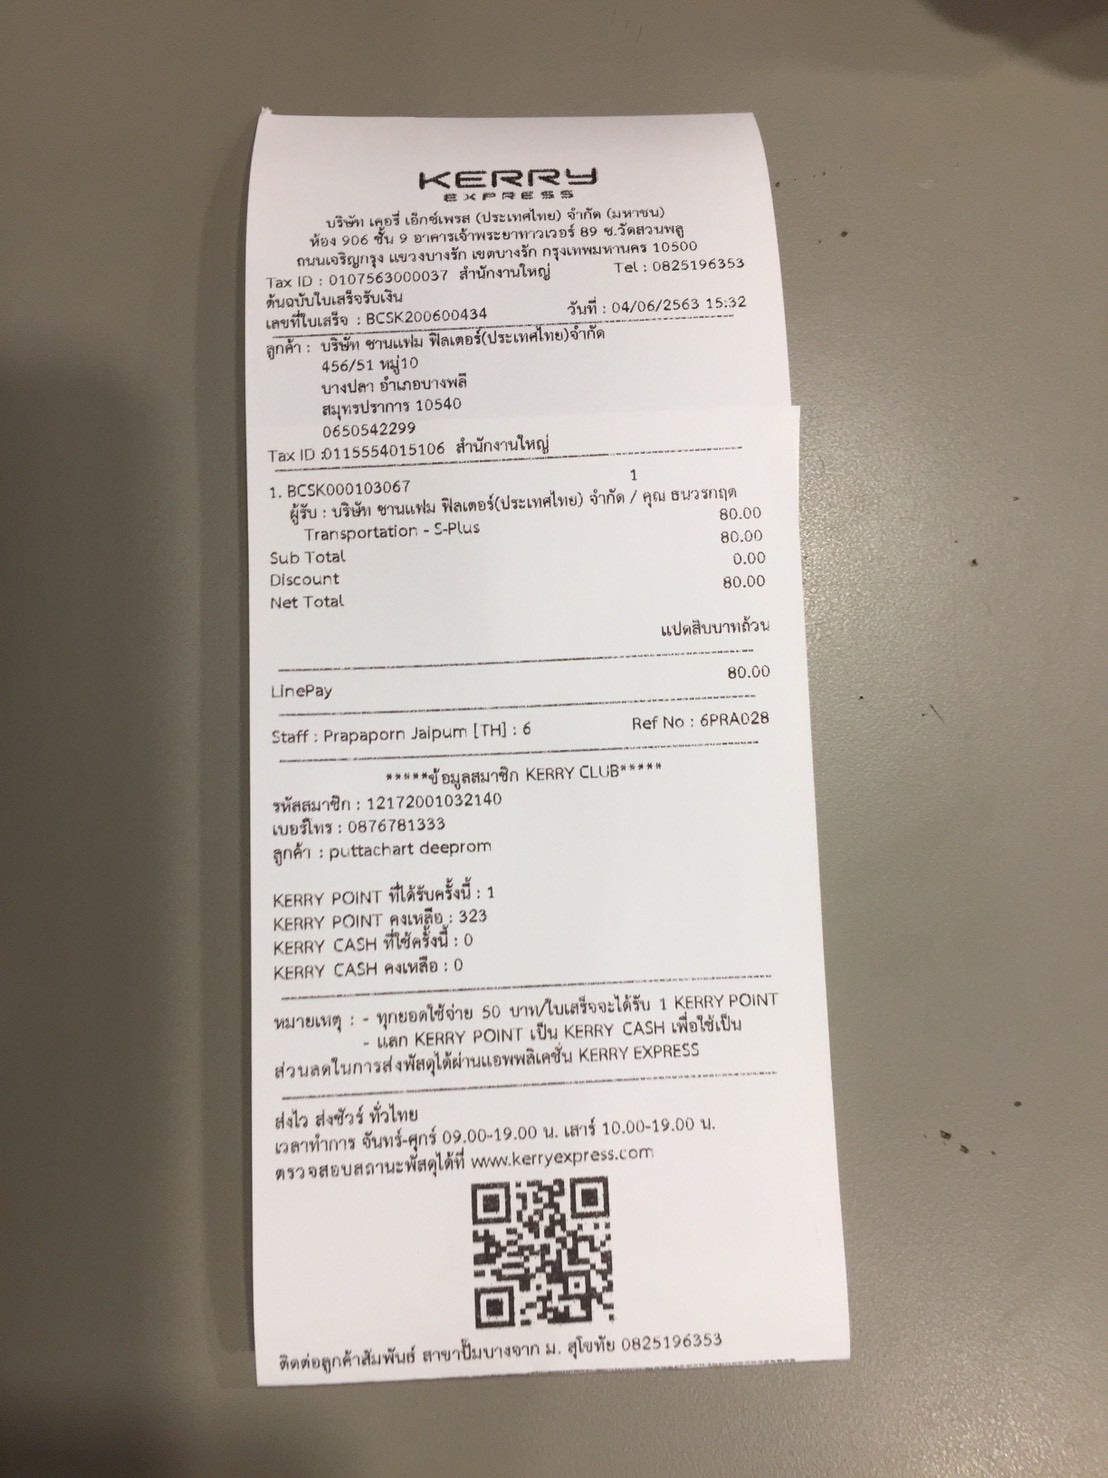 KERRY
EXPRESS
บริษัท เคอรี่ เอ็กซ์เพรส (ประเทศไทย) จำกัด (มหาชน)
ห้อง 906 ชั้น 9 อาคารเจ้าพระยาทาวเวอร์ 89 ซ.วัดสวนพลู
ถนนเจริญกรุง แขวงบางรัก เขตบางรัก กรุงเทพมหานคร 10500
Tax ID : 0107563000037 สำนักงานใหญ่ Tel : 0825196353
ต้นฉบับใบเสร็จรับเงิน
เลขที่ใบเสร็จ : BCSK200600434 วันที่ : 04/06/2563 15:32
ลูกค้า : บริษัท ชานแฟม ฟิลเตอร์(ประเทศไทย)จำกัด
456/51 หมู่10
บางปลา อำเภอบางพลี
สมุทรปราการ 10540
0650542299
Tax ID :0115554015106 สำนักงานใหญ่
1. BCSK000103067 1
ผู้รับ : บริษัท ชานแฟม ฟิลเตอร์(ประเทศไทย) จำกัด / คุณ ธนวรกฤต
Transportation - S-Plus 80.00
Sub Total 80.00
Discount 0.00
Net Total 80.00
แปดสิบบาทถ้วน
LinePay 80.00
Staff : Prapaporn Jaipum [TH] : 6 Ref No : 6PRA028
*****ข้อมูลสมาชิก KERRY CLUB*****
รหัสสมาชิก : 12172001032140
เบอร์โทร : 0876781333
ลูกค้า : puttachart deeprom
KERRY POINT ที่ได้รับครั้งนี้ : 1
KERRY POINT คงเหลือ : 323
KERRY CASH ที่ใช้ครั้งนี้ : 0
KERRY CASH คงเหลือ : 0
หมายเหตุ : - ทุกยอดใช้จ่าย 50 บาท/ใบเสร็จจะได้รับ 1 KERRY POINT
- แลก KERRY POINT เป็น KERRY CASH เพื่อใช้เป็น
ส่วนลดในการส่งพัสดุได้ผ่านแอพพลิเคชั่น KERRY EXPRESS
ส่งไว ส่งชัวร์ ทั่วไทย
เวลาทำการ จันทร์-ศุกร์ 09.00-19.00 น. เสาร์ 10.00-19.00 น.
ตรวจสอบสถานะพัสดุได้ที่ www.kerryexpress.com
ติดต่อลูกค้าสัมพันธ์ สาขาปั๊มบางจาก ม. สุโขทัย 0825196353